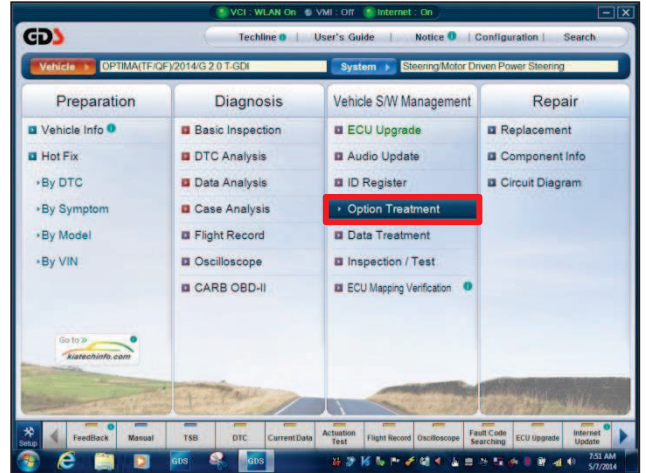 VCI : WLAN On VMI : Off Internet : On
GDS
Techline | User's Guide | Notice | Configuration | Search
Vehicle OPTIMA(TF/QF)/2014/G 2.0 T-GDI System Steering/Motor Driven Power Steering
Preparation
Vehicle Info
Hot Fix
By DTC
By Symptom
By Model
By VIN
Go to
kiatechinfo.com
Diagnosis
Basic Inspection
DTC Analysis
Data Analysis
Case Analysis
Flight Record
Oscilloscope
CARB OBD-II
Vehicle S/W Management
ECU Upgrade
Audio Update
ID Register
Option Treatment
Data Treatment
Inspection / Test
ECU Mapping Verification
Repair
Replacement
Component Info
Circuit Diagram
Setup FeedBack Manual TSB DTC CurrentData Actuation Test Flight Record Oscilloscope Fault Code Searching ECU Upgrade Internet Update
GDS GDS 7:51 AM
5/7/2014